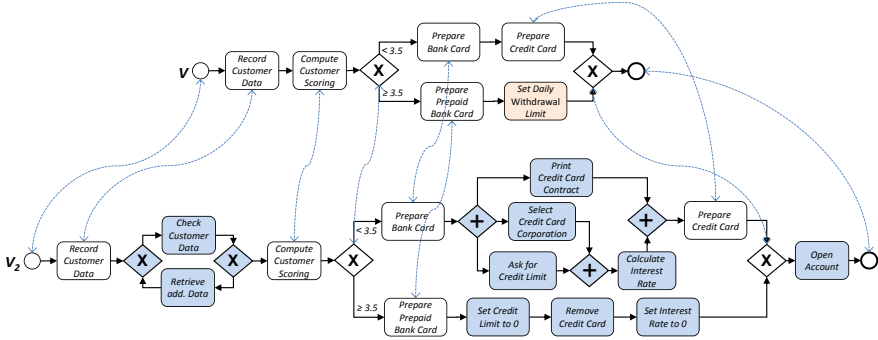 V
Record
Customer
Data
Compute
Customer
Scoring
X
< 3.5
≥ 3.5
Prepare
Bank Card
Prepare
Credit Card
Prepare
Prepaid
Bank Card
Set Daily
Withdrawal
Limit
X
V2
Record
Customer
Data
X
Check
Customer
Data
Retrieve
add. Data
X
Compute
Customer
Scoring
X
< 3.5
≥ 3.5
Prepare
Bank Card
+
Print
Credit Card
Contract
Select
Credit Card
Corporation
Ask for
Credit Limit
+
Calculate
Interest
Rate
+
Prepare
Credit Card
Prepare
Prepaid
Bank Card
Set Credit
Limit to 0
Remove
Credit Card
Set Interest
Rate to 0
X
Open
Account